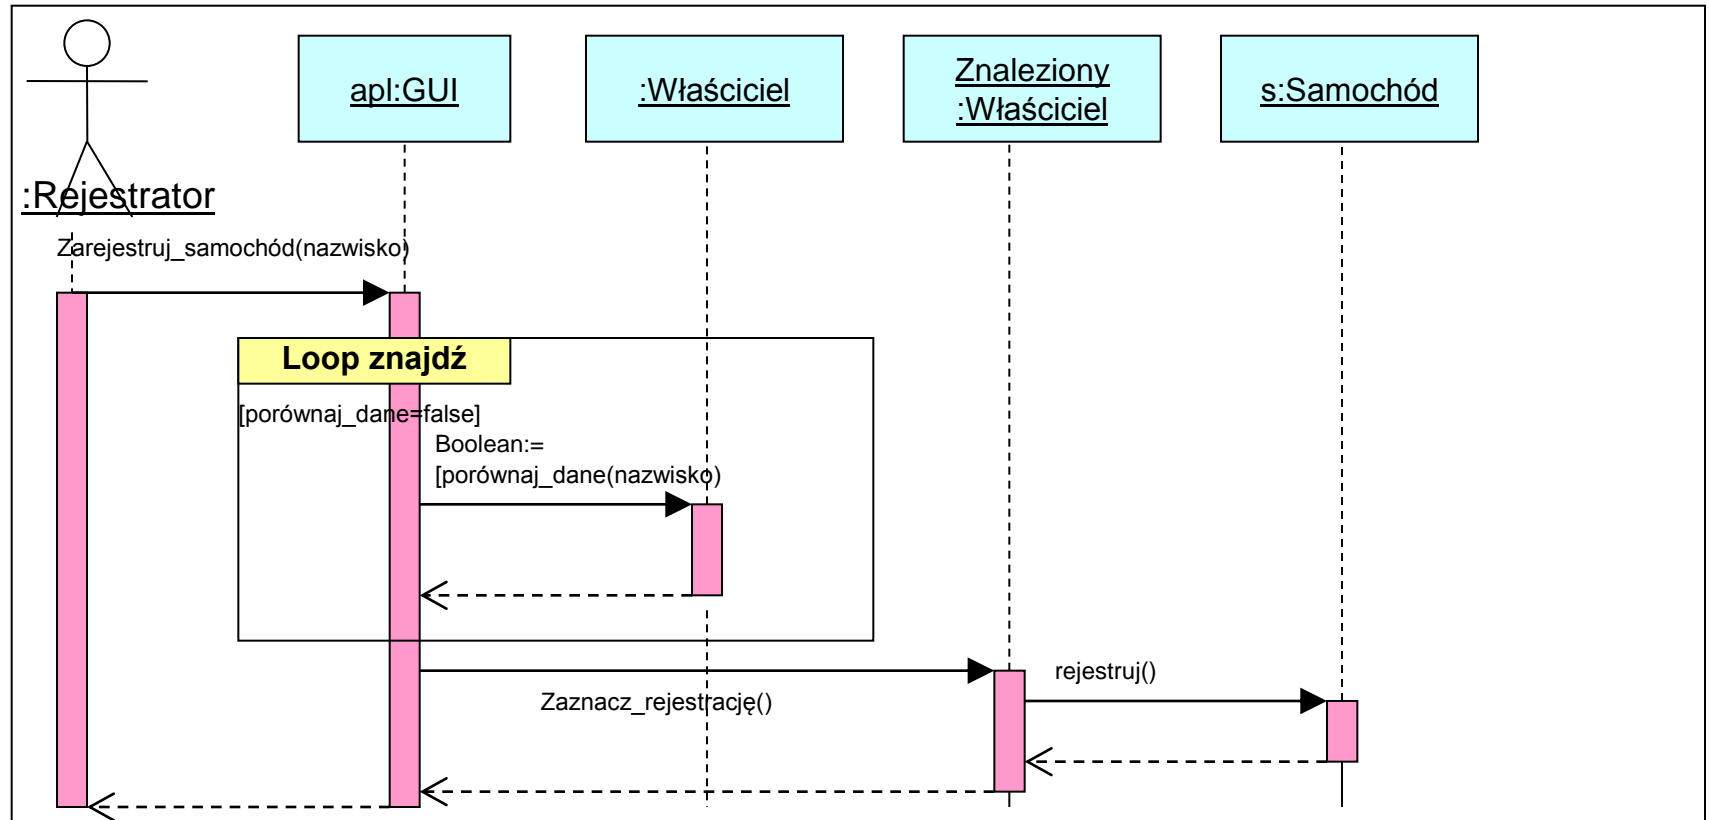 apl:GUI
:Właściciel
Znaleziony
:Właściciel
s:Samochód
:Rejestrator
Zarejestruj_samochód(nazwisko)
Loop znajdź
[porównaj_dane=false]
Boolean:=
[porównaj_dane(nazwisko)
rejestruj()
Zaznacz_rejestrację()